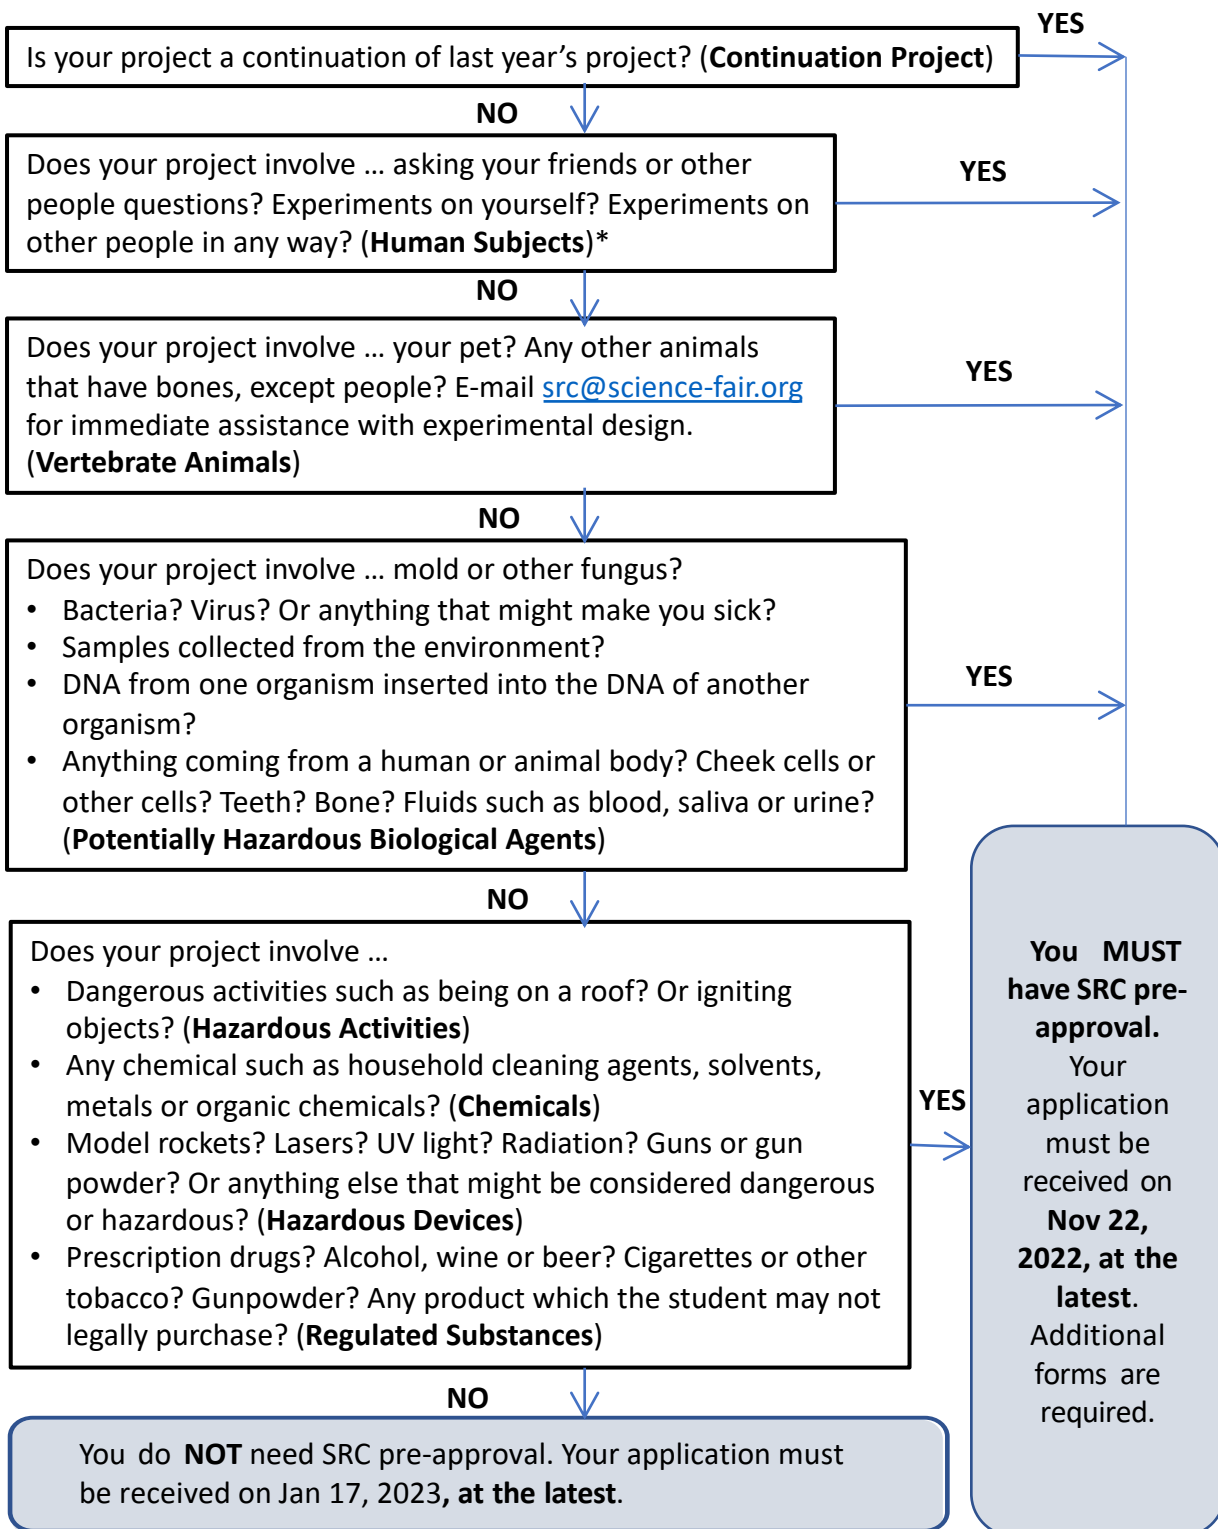 YES
Is your project a continuation of last year’s project? (Continuation Project)
NO
Does your project involve … asking your friends or other
people questions? Experiments on yourself? Experiments on
other people in any way? (Human Subjects)*
YES
NO
Does your project involve … your pet? Any other animals
that have bones, except people? E-mail src@science-fair.org
for immediate assistance with experimental design.
(Vertebrate Animals)
YES
NO
Does your project involve … mold or other fungus?
• Bacteria? Virus? Or anything that might make you sick?
• Samples collected from the environment?
• DNA from one organism inserted into the DNA of another
organism?
• Anything coming from a human or animal body? Cheek cells or
other cells? Teeth? Bone? Fluids such as blood, saliva or urine?
(Potentially Hazardous Biological Agents)
YES
NO
Does your project involve …
• Dangerous activities such as being on a roof? Or igniting
objects? (Hazardous Activities)
• Any chemical such as household cleaning agents, solvents,
metals or organic chemicals? (Chemicals)
• Model rockets? Lasers? UV light? Radiation? Guns or gun
powder? Or anything else that might be considered dangerous
or hazardous? (Hazardous Devices)
• Prescription drugs? Alcohol, wine or beer? Cigarettes or other
tobacco? Gunpowder? Any product which the student may not
legally purchase? (Regulated Substances)
YES
You MUST
have SRC pre-
approval.
Your
application
must be
received on
Nov 22,
2022, at the
latest.
Additional
forms are
required.
NO
You do NOT need SRC pre-approval. Your application must
be received on Jan 17, 2023, at the latest.